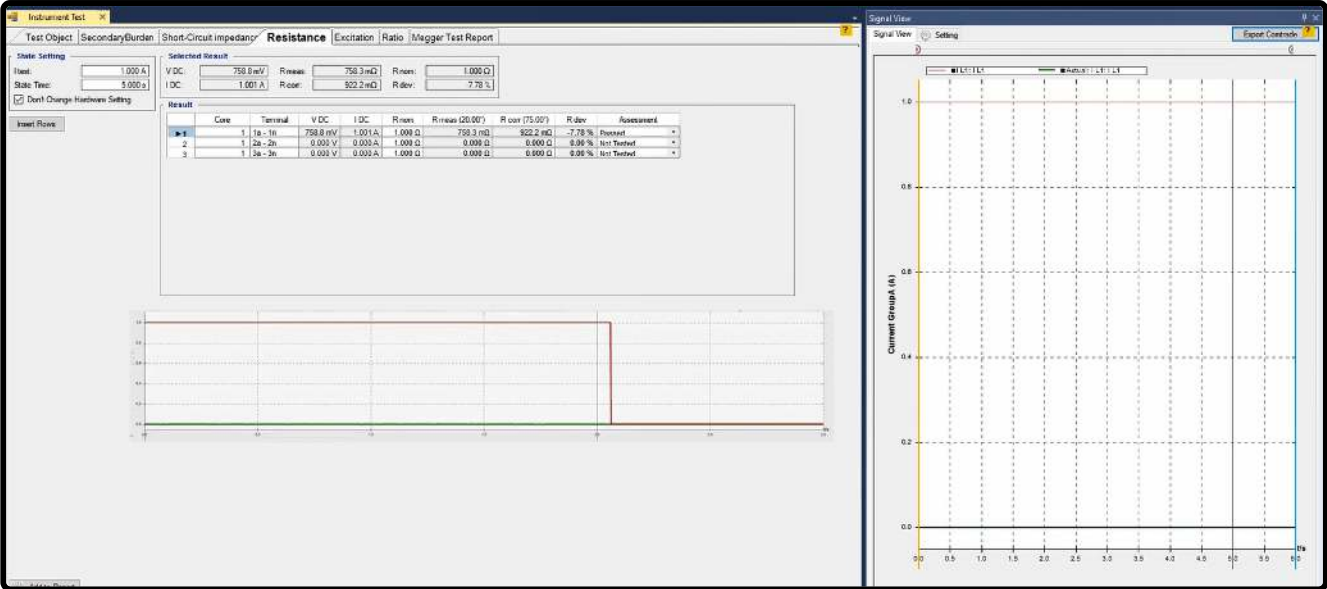 Instrument Test
Test Object SecondaryBurden Short-Circuit impedanc Resistance Excitation Ratio Megger Test Report
State Setting
Itest: 1.000 A
State Time: 5.000 s
Don't Change Hardware Setting
Insert Rows
Selected Result
V DC: 758.8 mV R meas: 758.3 mΩ R nom: 1.000 Ω
I DC: 1.001 A R corr: 922.2 mΩ R dev: 7.78 %
Result
Core Terminal V DC I DC R nom R meas (20.00°) R corr (75.00°) R dev Assessment
1 1 1a - 1n 758.8 mV 1.001 A 1.000 Ω 758.3 mΩ 922.2 mΩ -7.78 % Passed
2 1 2a - 2n 0.000 V 0.000 A 1.000 Ω 0.000 Ω 0.000 Ω 0.00 % Not Tested
3 1 3a - 3n 0.000 V 0.000 A 1.000 Ω 0.000 Ω 0.000 Ω 0.00 % Not Tested
Signal View
Signal View Setting Export Comtrade
Current GroupA (A)
1.0
0.8
0.6
0.4
0.2
0.0
0.0 0.5 1.0 1.5 2.0 2.5 3.0 3.5 4.0 4.5 5.0 5.5 6.0
t/s